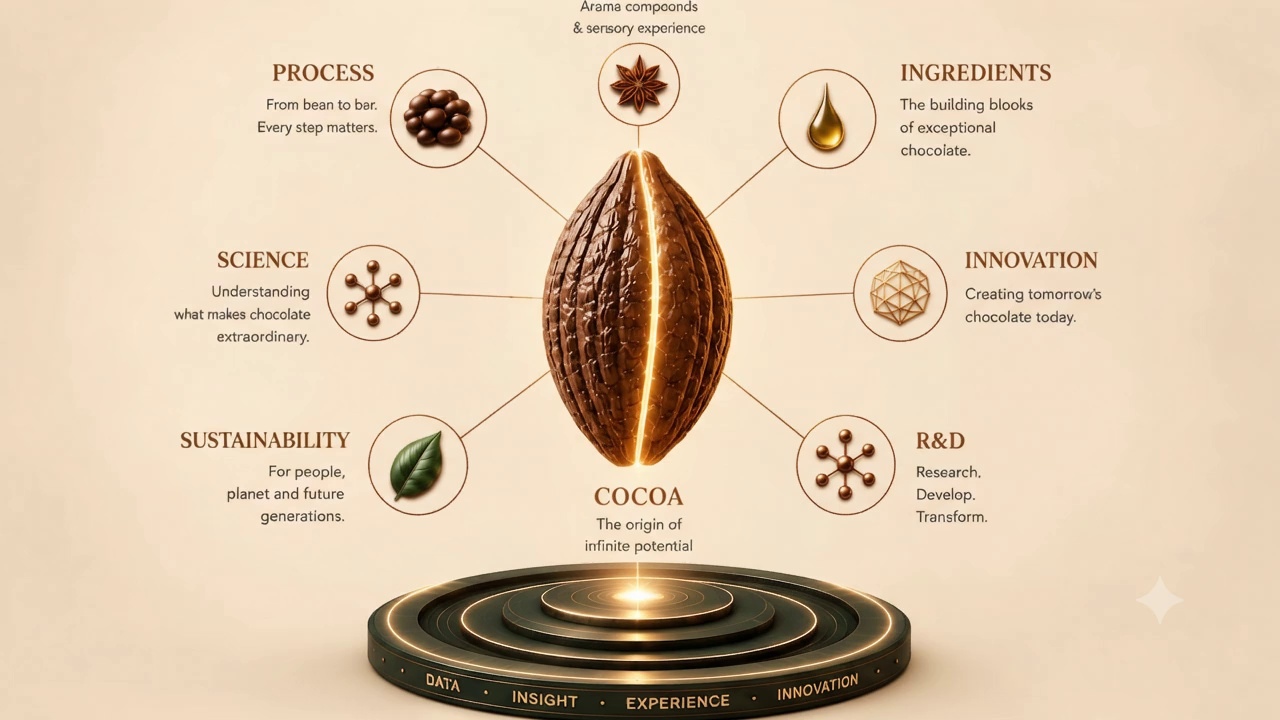 Arama compoonds
& sensory experience
PROCESS
From bean to bar.
Every step matters.
INGREDIENTS
The building blooks
of exceptional
chocolate.
SCIENCE
Understanding
what makes chocolate
extraordinary.
INNOVATION
Creating tomorrow's
chocolate today.
SUSTAINABILITY
For people,
planet and future
generations.
R&D
Research.
Develop.
Transform.
COCOA
The origin of
infinite potential
DATA • INSIGHT • EXPERIENCE • INNOVATION